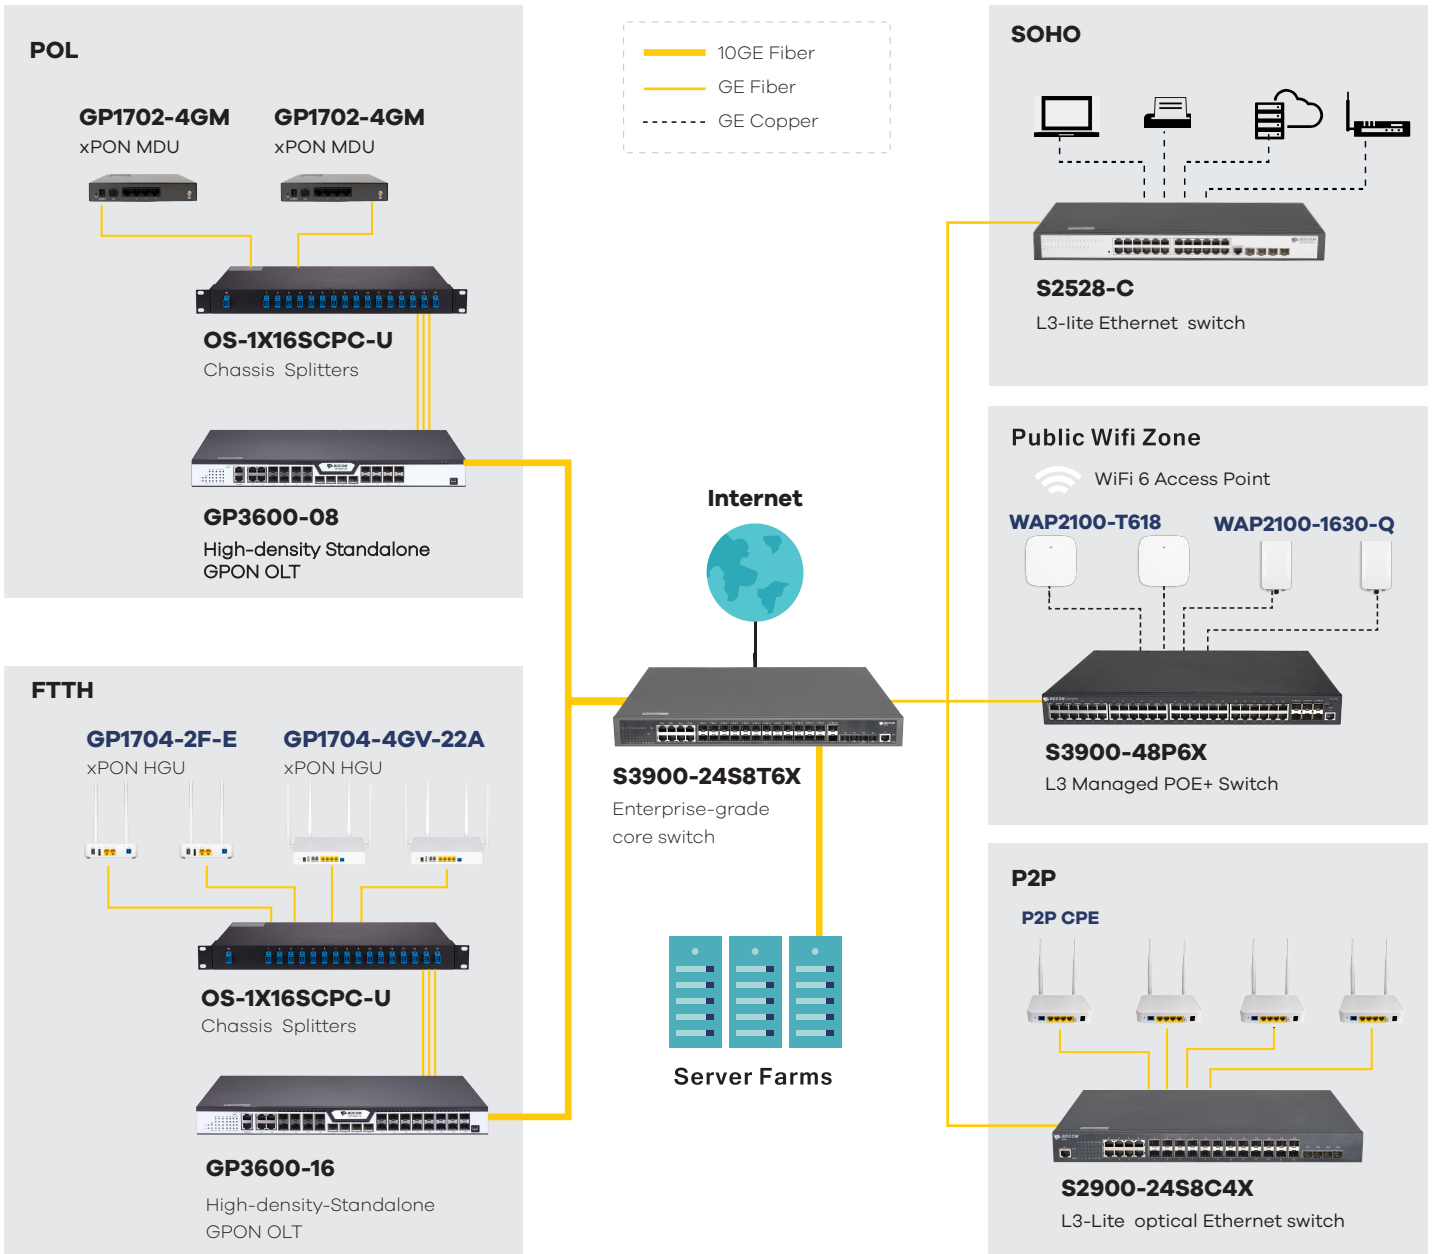 POL
GP1702-4GM
xPON MDU
GP1702-4GM
xPON MDU
OS-1X16SCPC-U
Chassis Splitters
GP3600-08
High-density Standalone
GPON OLT
FTTH
GP1704-2F-E
xPON HGU
GP1704-4GV-22A
xPON HGU
OS-1X16SCPC-U
Chassis Splitters
GP3600-16
High-density-Standalone
GPON OLT
10GE Fiber
GE Fiber
GE Copper
Internet
S3900-24S8T6X
Enterprise-grade
core switch
Server Farms
SOHO
S2528-C
L3-lite Ethernet switch
Public Wifi Zone
WiFi 6 Access Point
WAP2100-T618
WAP2100-1630-Q
S3900-48P6X
L3 Managed POE+ Switch
P2P
P2P CPE
BDCOM
S2900-24S8C4X
L3-Lite optical Ethernet switch